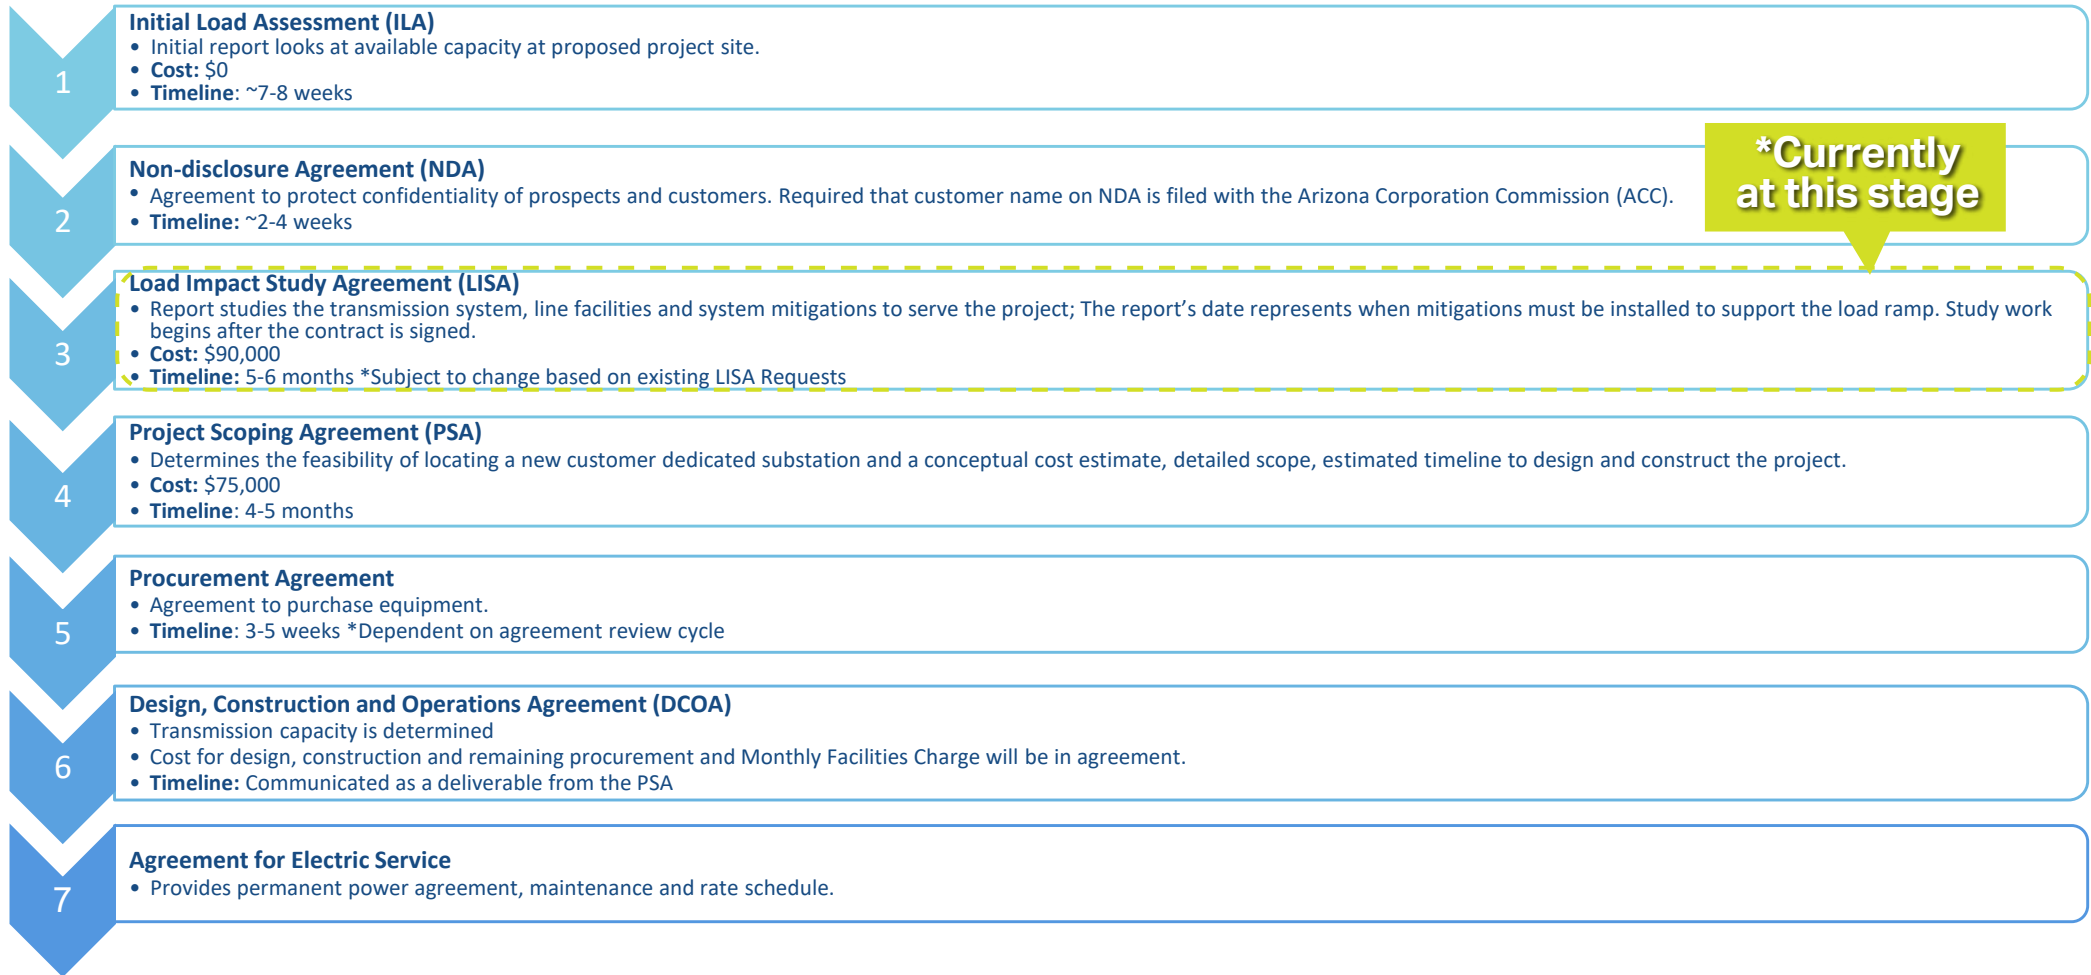 1
Initial Load Assessment (ILA)
• Initial report looks at available capacity at proposed project site.
• Cost: $0
• Timeline: ~7-8 weeks
2
Non-disclosure Agreement (NDA)
• Agreement to protect confidentiality of prospects and customers. Required that customer name on NDA is filed with the Arizona Corporation Commission (ACC).
• Timeline: ~2-4 weeks
*Currently
at this stage
3
Load Impact Study Agreement (LISA)
• Report studies the transmission system, line facilities and system mitigations to serve the project; The report's date represents when mitigations must be installed to support the load ramp. Study work
begins after the contract is signed.
• Cost: $90,000
• Timeline: 5-6 months *Subject to change based on existing LISA Requests
4
Project Scoping Agreement (PSA)
• Determines the feasibility of locating a new customer dedicated substation and a conceptual cost estimate, detailed scope, estimated timeline to design and construct the project.
• Cost: $75,000
• Timeline: 4-5 months
5
Procurement Agreement
• Agreement to purchase equipment.
• Timeline: 3-5 weeks *Dependent on agreement review cycle
6
Design, Construction and Operations Agreement (DCOA)
• Transmission capacity is determined
• Cost for design, construction and remaining procurement and Monthly Facilities Charge will be in agreement.
• Timeline: Communicated as a deliverable from the PSA
7
Agreement for Electric Service
• Provides permanent power agreement, maintenance and rate schedule.